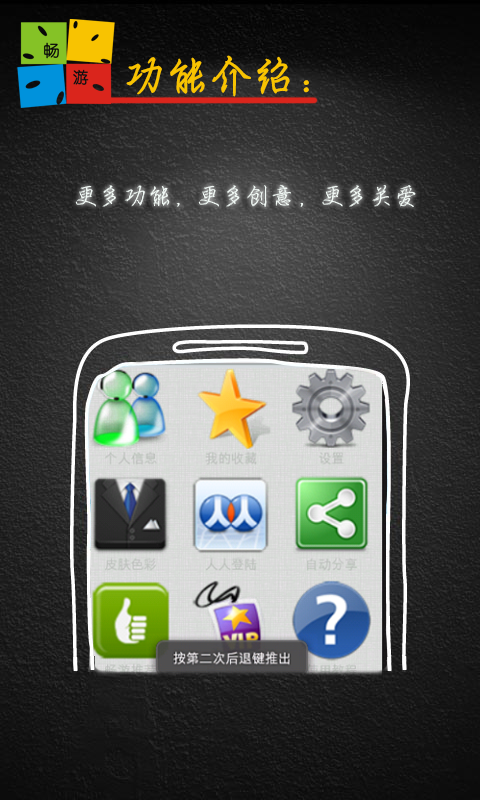 畅
游
功能介绍：
更多功能，更多创意，更多关爱
个人信息
我的收藏
设置
皮肤色彩
人人登陆
自动分享
VIP
按第二次后退键推出